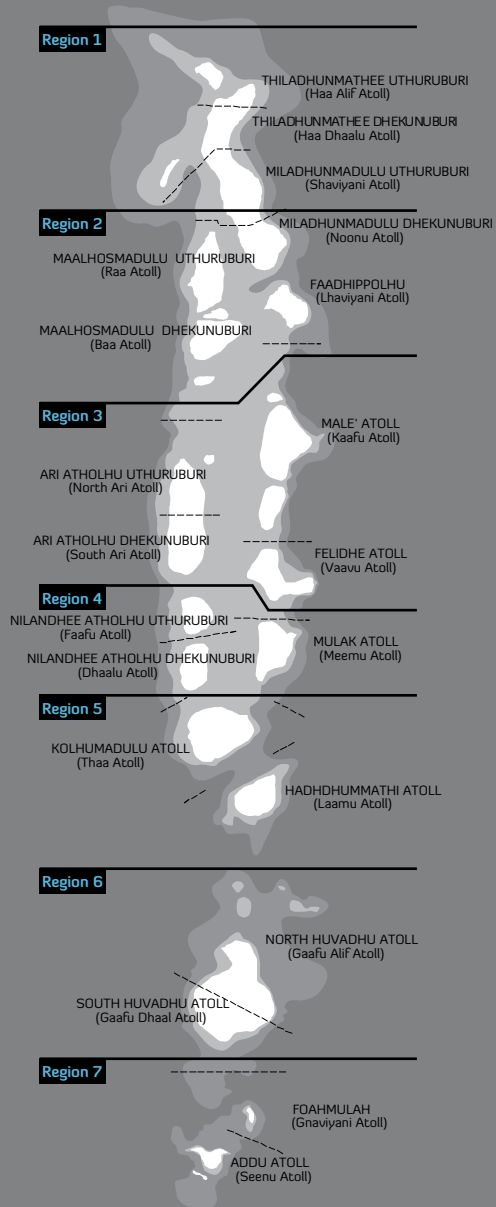 Region 1
THILADHUNMATHEE UTHURUBURI
(Haa Alif Atoll)
THILADHUNMATHEE DHEKUNUBURI
(Haa Dhaalu Atoll)
MILADHUNMADULU UTHURUBURI
(Shaviyani Atoll)
Region 2
MILADHUNMADULU DHEKUNUBURI
(Noonu Atoll)
MAALHOSMADULU UTHURUBURI
(Raa Atoll)
FAADHIPPOLHU
(Lhaviyani Atoll)
MAALHOSMADULU DHEKUNUBURI
(Baa Atoll)
Region 3
MALE' ATOLL
(Kaafu Atoll)
ARI ATHOLHU UTHURUBURI
(North Ari Atoll)
ARI ATHOLHU DHEKUNUBURI
(South Ari Atoll)
FELIDHE ATOLL
(Vaavu Atoll)
Region 4
NILANDHEE ATHOLHU UTHURUBURI
(Faafu Atoll)
MULAK ATOLL
(Meemu Atoll)
NILANDHEE ATHOLHU DHEKUNUBURI
(Dhaalu Atoll)
Region 5
KOLHUMADULU ATOLL
(Thaa Atoll)
HADHDHUMMATHI ATOLL
(Laamu Atoll)
Region 6
NORTH HUVADHU ATOLL
(Gaafu Alif Atoll)
SOUTH HUVADHU ATOLL
(Gaafu Dhaal Atoll)
Region 7
FOAHMULAH
(Gnaviyani Atoll)
ADDU ATOLL
(Seenu Atoll)